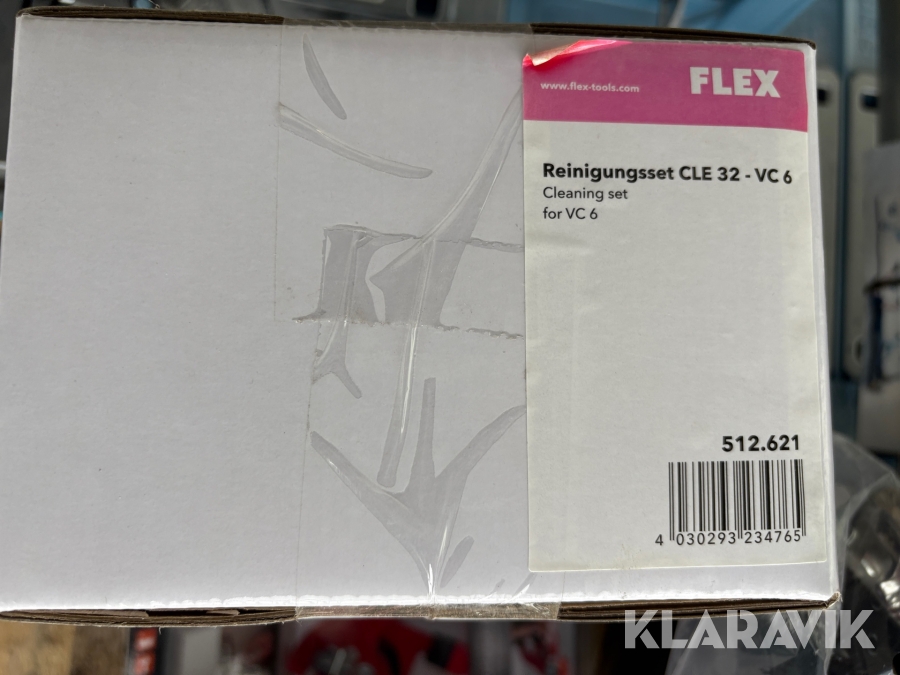 www.flex-tools.com
FLEX
Reinigungsset CLE 32 - VC 6
Cleaning set
for VC 6
512.621
4 030293 234765
KLARAVIK